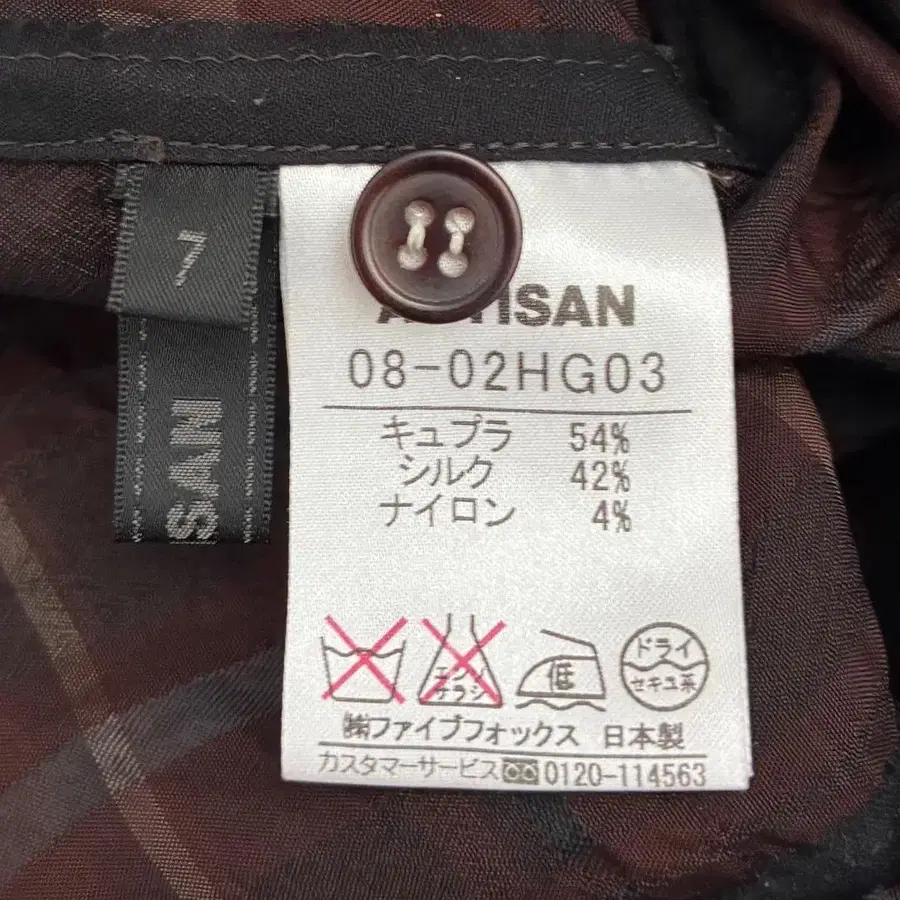 7
SAN
ARTISAN
08-02HG03
キュプラ 54%
シルク 42%
ナイロン 4%
エンソ
サラシ
低
ドライ
セキユ系
㈱ファイブフォックス 日本製
カスタマーサービス 0120-114563